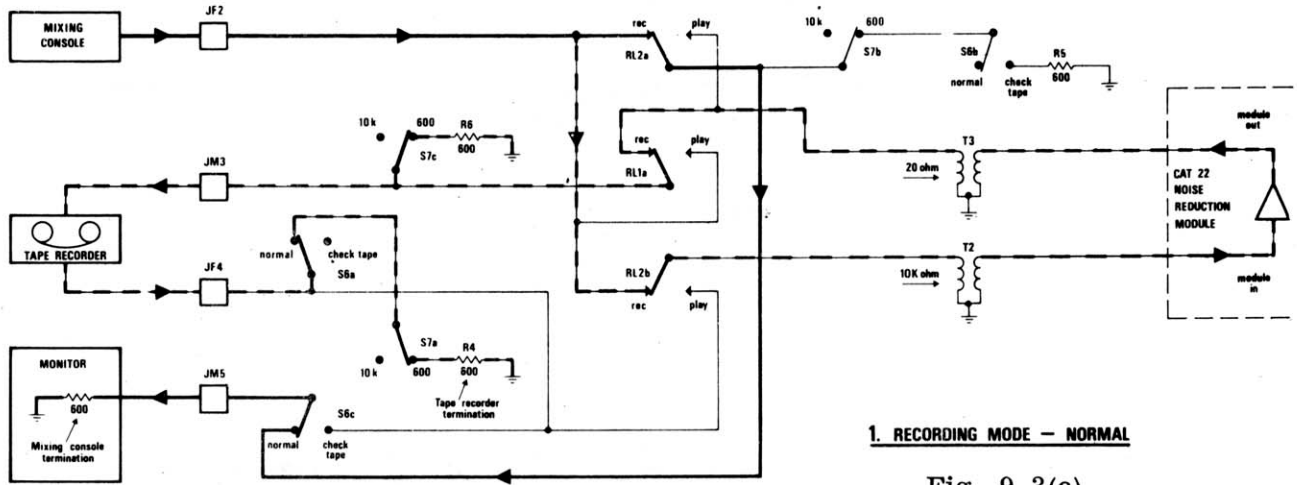 MIXING
CONSOLE
JF2
rec
play
RL2a
10 k
600
S7b
S6b
normal
check
tape
R5
600
10 k
600
S7c
R6
600
rec
play
RL1a
JM3
T3
20 ohm
module
out
CAT 22
NOISE
REDUCTION
MODULE
TAPE RECORDER
JF4
normal
check tape
S6a
RL2b
rec
play
T2
10K ohm
module
in
S7a
10 k
600
R4
600
Tape recorder
termination
MONITOR
600
Mixing console
termination
JM5
S6c
normal
check
tape
1. RECORDING MODE — NORMAL
Fig. 9-3(a)